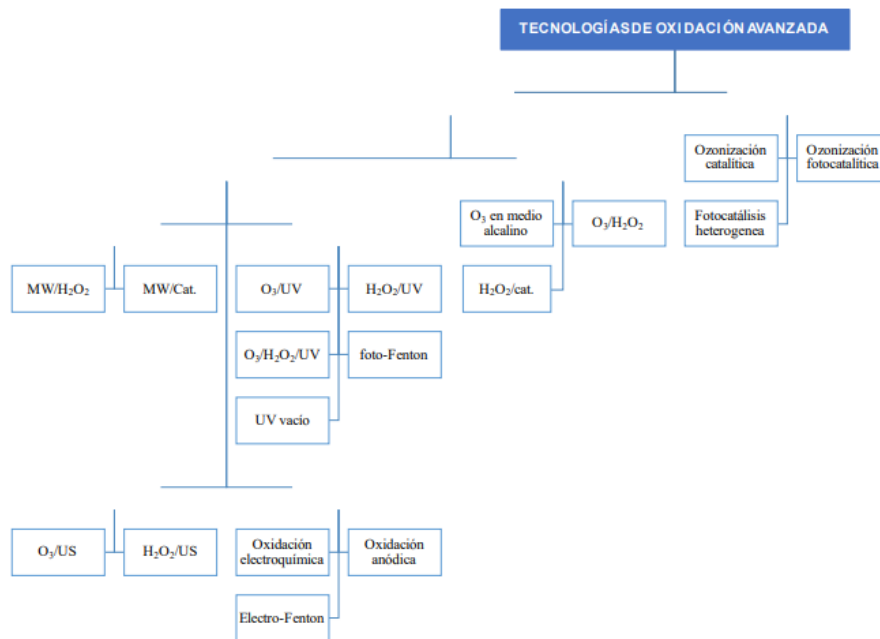 TECNOLOGÍAS DE OXIDACIÓN AVANZADA
Ozonización
catalítica
Ozonización
fotocatalítica
O₃ en medio
alcalino
O₃/H₂O₂
Fotocatálisis
heterogenea
MW/H₂O₂
MW/Cat.
O₃/UV
H₂O₂/UV
H₂O₂/cat.
O₃/H₂O₂/UV
foto-Fenton
UV vacío
O₃/US
H₂O₂/US
Oxidación
electroquímica
Oxidación
anódica
Electro-Fenton